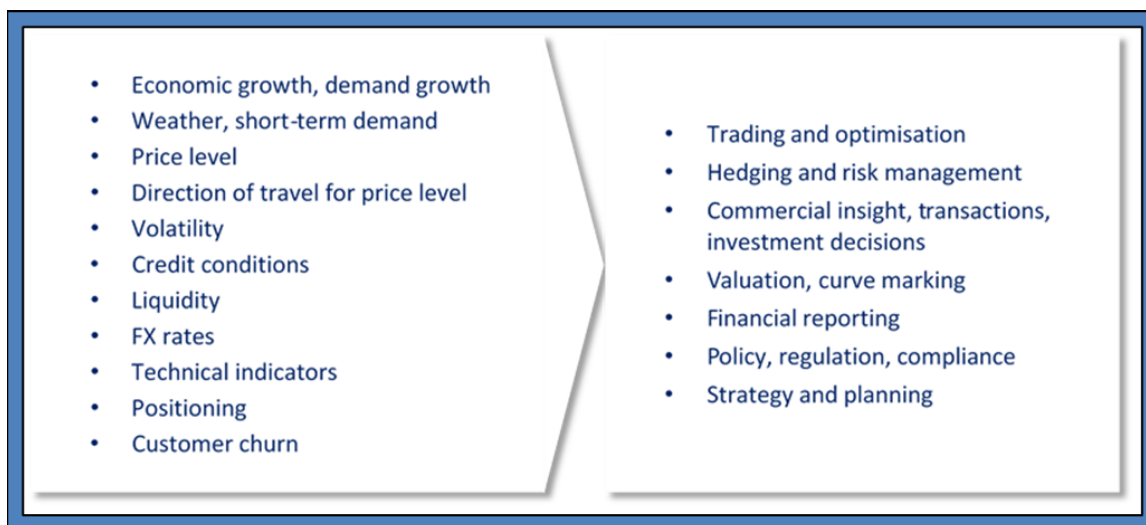 • Economic growth, demand growth
• Weather, short-term demand
• Price level
• Direction of travel for price level
• Volatility
• Credit conditions
• Liquidity
• FX rates
• Technical indicators
• Positioning
• Customer churn
• Trading and optimisation
• Hedging and risk management
• Commercial insight, transactions,
investment decisions
• Valuation, curve marking
• Financial reporting
• Policy, regulation, compliance
• Strategy and planning